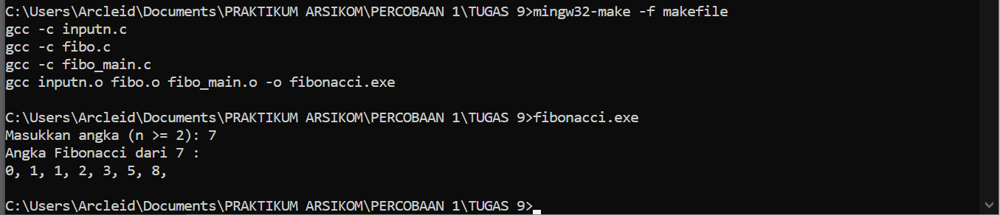 C:\Users\Arcleid\Documents\PRAKTIKUM ARSIKOM\PERCOBAAN 1\TUGAS 9>mingw32-make -f makefile
gcc -c inputn.c
gcc -c fibo.c
gcc -c fibo_main.c
gcc inputn.o fibo.o fibo_main.o -o fibonacci.exe
C:\Users\Arcleid\Documents\PRAKTIKUM ARSIKOM\PERCOBAAN 1\TUGAS 9>fibonacci.exe
Masukkan angka (n >= 2): 7
Angka Fibonacci dari 7 :
0, 1, 1, 2, 3, 5, 8,
C:\Users\Arcleid\Documents\PRAKTIKUM ARSIKOM\PERCOBAAN 1\TUGAS 9>